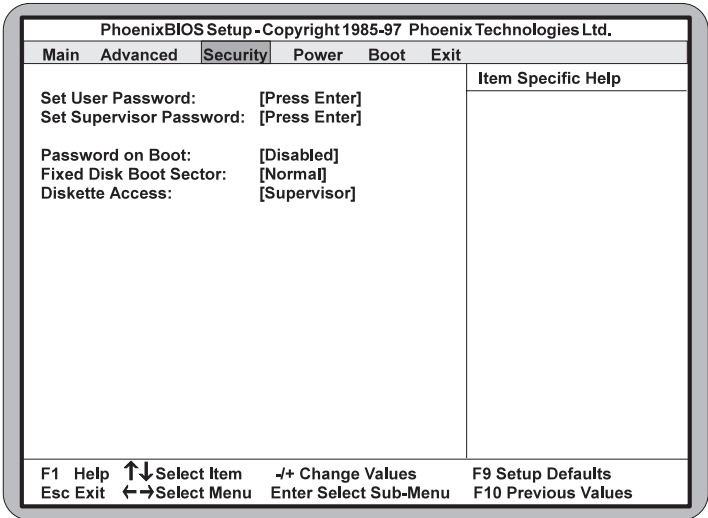 PhoenixBIOS Setup - Copyright 1985-97 Phoenix Technologies Ltd.
Main Advanced Security Power Boot Exit
Item Specific Help
Set User Password: [Press Enter]
Set Supervisor Password: [Press Enter]
Password on Boot: [Disabled]
Fixed Disk Boot Sector: [Normal]
Diskette Access: [Supervisor]
F1 Help ↑↓Select Item -/+ Change Values F9 Setup Defaults
Esc Exit ←→Select Menu Enter Select Sub-Menu F10 Previous Values